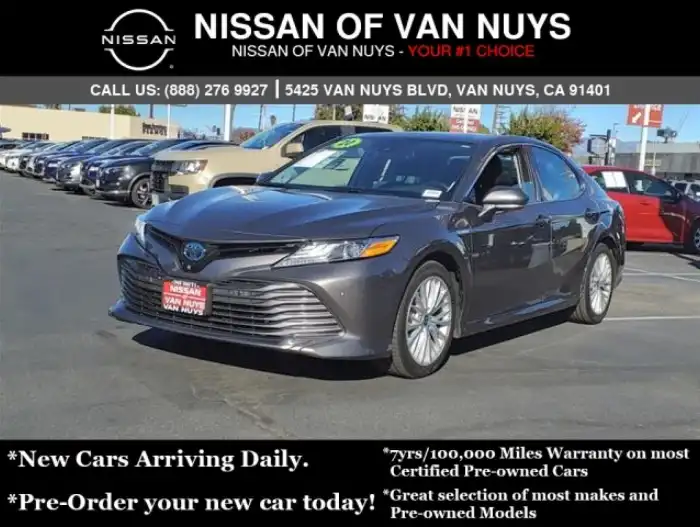 NISSAN
NISSAN OF VAN NUYS
NISSAN OF VAN NUYS - YOUR #1 CHOICE
CALL US: (888) 276 9927 | 5425 VAN NUYS BLVD, VAN NUYS, CA 91401
NISSAN
OF VAN NUYS
*New Cars Arriving Daily.
*Pre-Order your new car today!
*7yrs/100,000 Miles Warranty on most
Certified Pre-owned Cars
*Great selection of most makes and
Pre-owned Models